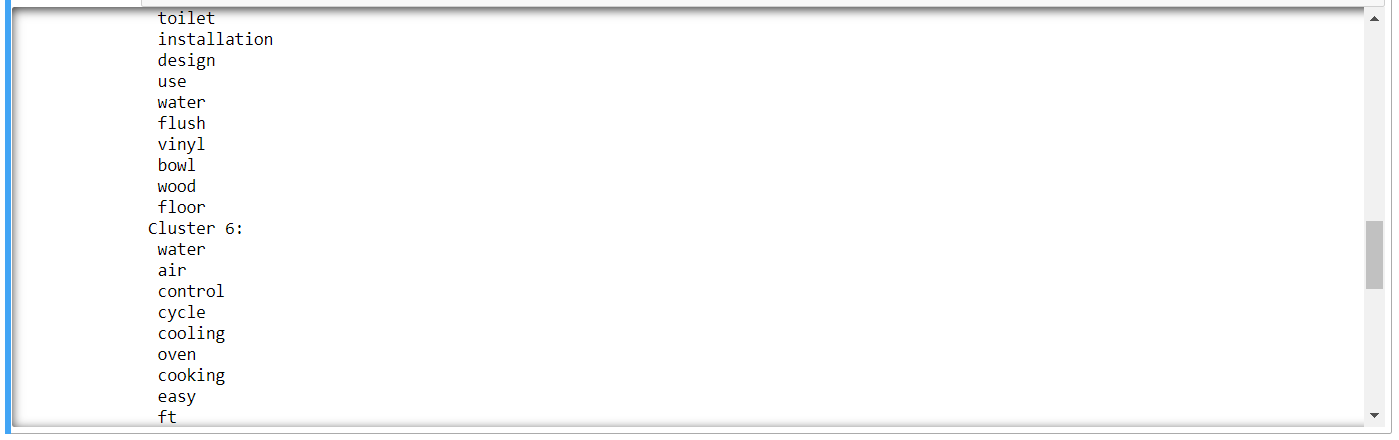 toilet
installation
design
use
water
flush
vinyl
bowl
wood
floor
Cluster 6:
water
air
control
cycle
cooling
oven
cooking
easy
ft